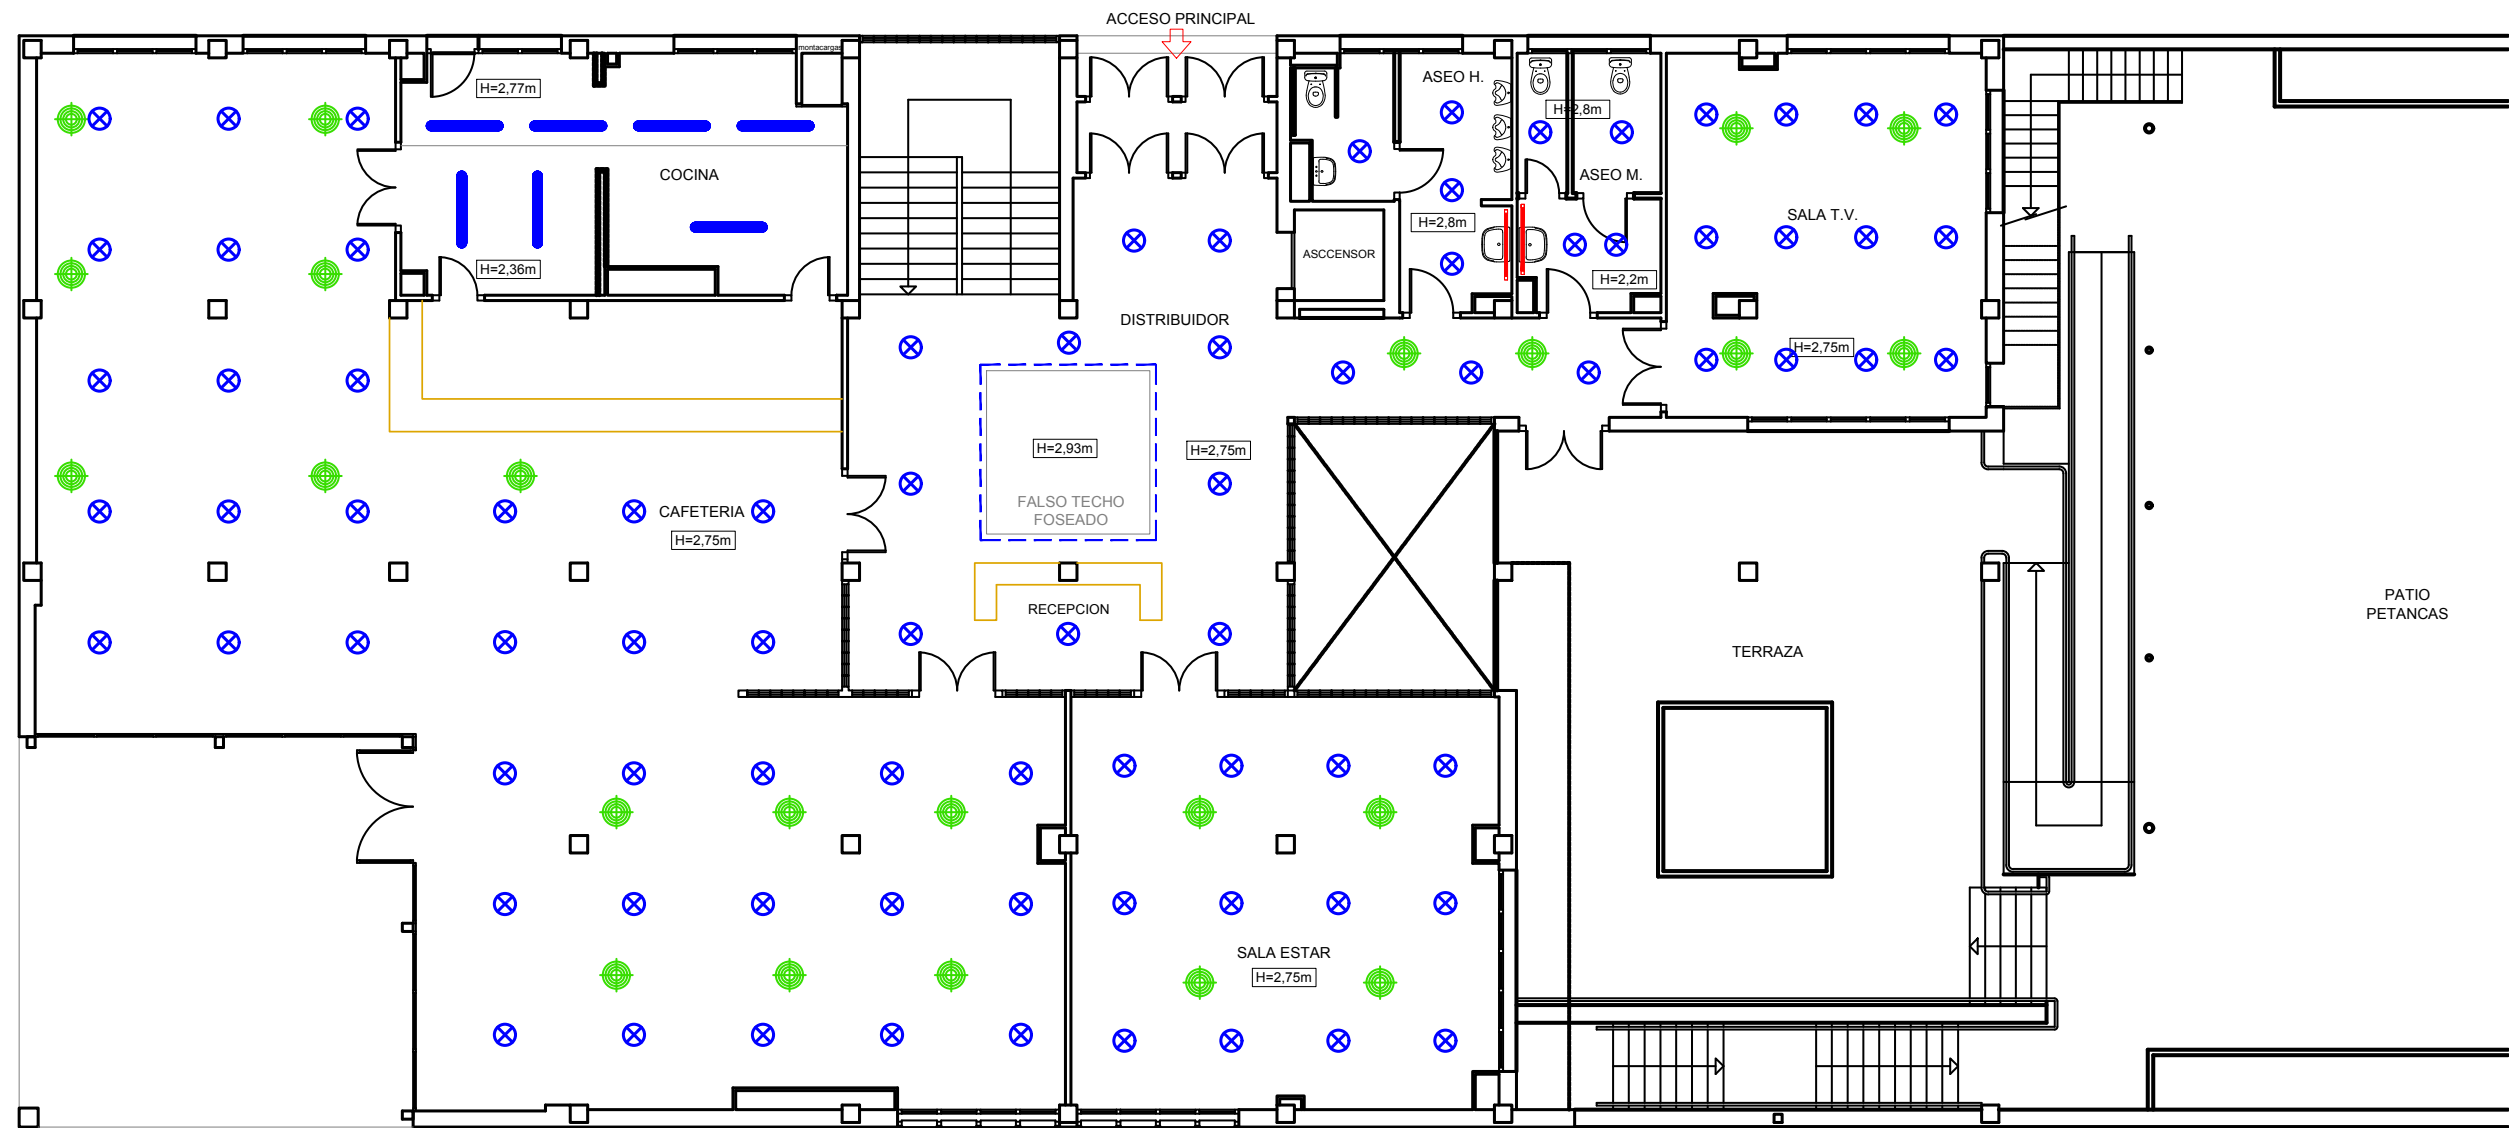 ACCESO PRINCIPAL
montacargas
H=2,77m
ASEO H.
H=2,8m
COCINA
ASEO M.
SALA T.V.
H=2,8m
ASCCENSOR
H=2,36m
H=2,2m
DISTRIBUIDOR
H=2,75m
H=2,93m
H=2,75m
FALSO TECHO
FOSEADO
CAFETERIA
H=2,75m
RECEPCION
PATIO
PETANCAS
TERRAZA
SALA ESTAR
H=2,75m